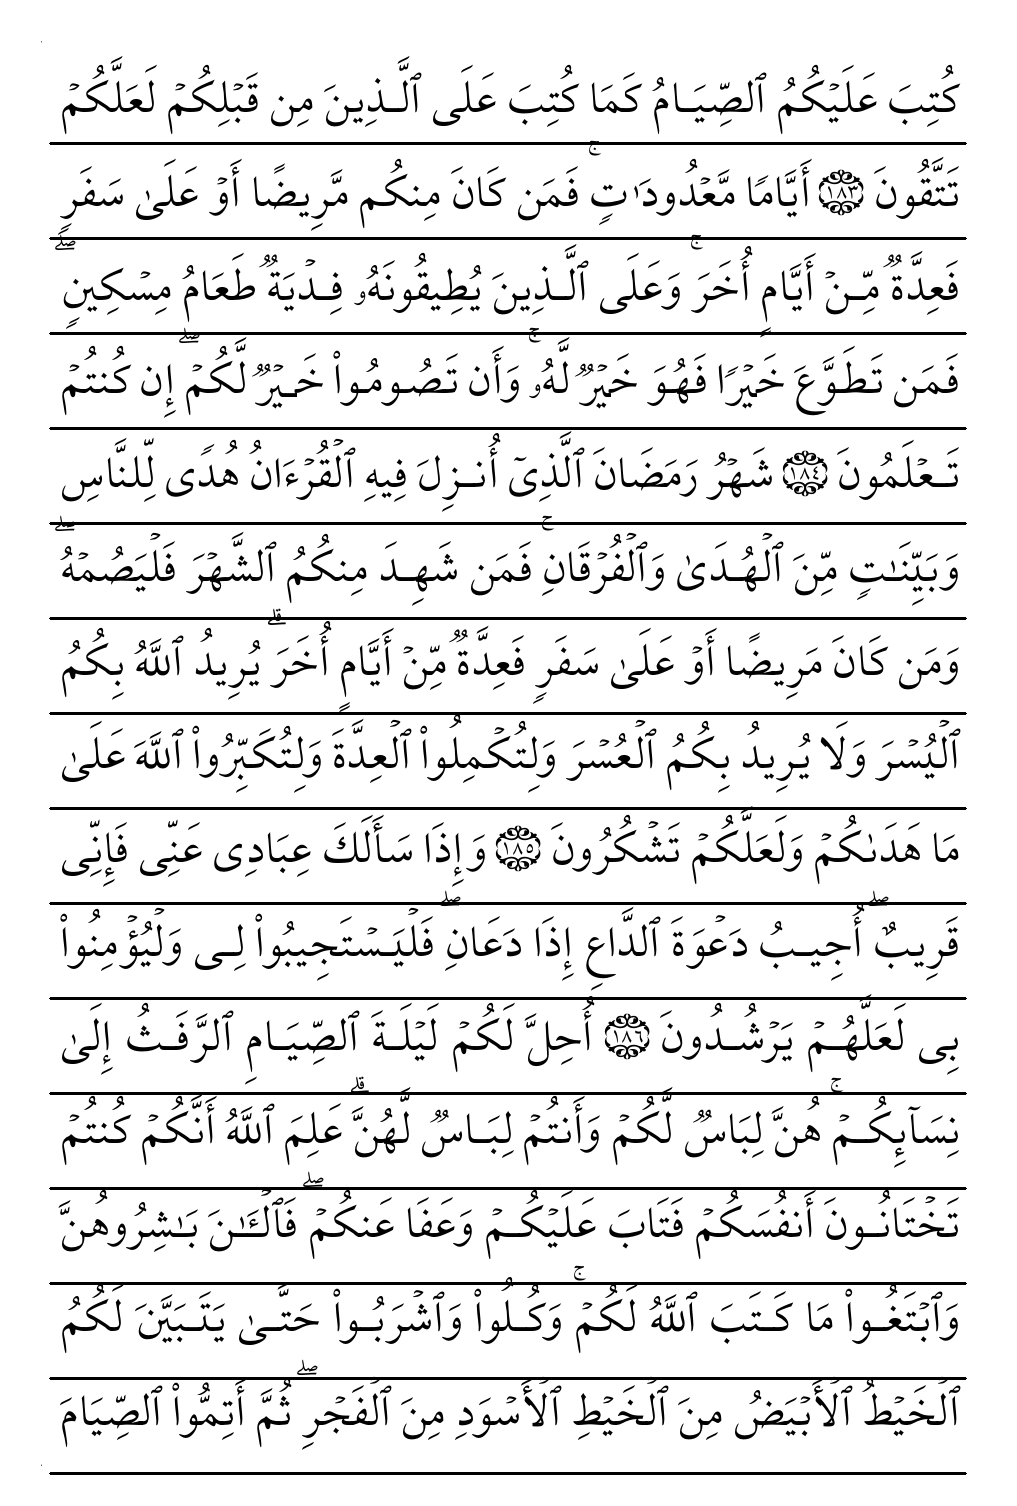 كُتِبَ عَلَيۡكُمُ ٱلصِّيَامُ كَمَا كُتِبَ عَلَى ٱلَّذِينَ مِن قَبۡلِكُمۡ لَعَلَّكُمۡ
تَتَّقُونَ ١٨٣ أَيَّامٗا مَّعۡدُودَٰتٖۚ فَمَن كَانَ مِنكُم مَّرِيضًا أَوۡ عَلَىٰ سَفَرٖ
فَعِدَّةٞ مِّنۡ أَيَّامٍ أُخَرَۚ وَعَلَى ٱلَّذِينَ يُطِيقُونَهُۥ فِدۡيَةٞ طَعَامُ مِسۡكِينٖۖ
فَمَن تَطَوَّعَ خَيۡرٗا فَهُوَ خَيۡرٞ لَّهُۥۚ وَأَن تَصُومُواْ خَيۡرٞ لَّكُمۡۖ إِن كُنتُمۡ
تَعۡلَمُونَ ١٨٤ شَهۡرُ رَمَضَانَ ٱلَّذِيٓ أُنزِلَ فِيهِ ٱلۡقُرۡءَانُ هُدٗى لِّلنَّاسِ
وَبَيِّنَٰتٖ مِّنَ ٱلۡهُدَىٰ وَٱلۡفُرۡقَانِۚ فَمَن شَهِدَ مِنكُمُ ٱلشَّهۡرَ فَلۡيَصُمۡهُۖ
وَمَن كَانَ مَرِيضًا أَوۡ عَلَىٰ سَفَرٖ فَعِدَّةٞ مِّنۡ أَيَّامٍ أُخَرَۗ يُرِيدُ ٱللَّهُ بِكُمُ
ٱلۡيُسۡرَ وَلَا يُرِيدُ بِكُمُ ٱلۡعُسۡرَ وَلِتُكۡمِلُواْ ٱلۡعِدَّةَ وَلِتُكَبِّرُواْ ٱللَّهَ عَلَىٰ
مَا هَدَىٰكُمۡ وَلَعَلَّكُمۡ تَشۡكُرُونَ ١٨٥ وَإِذَا سَأَلَكَ عِبَادِي عَنِّي فَإِنِّي
قَرِيبٌۖ أُجِيبُ دَعۡوَةَ ٱلدَّاعِ إِذَا دَعَانِۖ فَلۡيَسۡتَجِيبُواْ لِي وَلۡيُؤۡمِنُواْ
بِي لَعَلَّهُمۡ يَرۡشُدُونَ ١٨٦ أُحِلَّ لَكُمۡ لَيۡلَةَ ٱلصِّيَامِ ٱلرَّفَثُ إِلَىٰ
نِسَآئِكُمۡۚ هُنَّ لِبَاسٞ لَّكُمۡ وَأَنتُمۡ لِبَاسٞ لَّهُنَّۗ عَلِمَ ٱللَّهُ أَنَّكُمۡ كُنتُمۡ
تَخۡتَانُونَ أَنفُسَكُمۡ فَتَابَ عَلَيۡكُمۡ وَعَفَا عَنكُمۡۖ فَٱلۡـَٰٔنَ بَٰشِرُوهُنَّ
وَٱبۡتَغُواْ مَا كَتَبَ ٱللَّهُ لَكُمۡۚ وَكُلُواْ وَٱشۡرَبُواْ حَتَّىٰ يَتَبَيَّنَ لَكُمُ
ٱلۡخَيۡطُ ٱلۡأَبۡيَضُ مِنَ ٱلۡخَيۡطِ ٱلۡأَسۡوَدِ مِنَ ٱلۡفَجۡرِۖ ثُمَّ أَتِمُّواْ ٱلصِّيَامَ